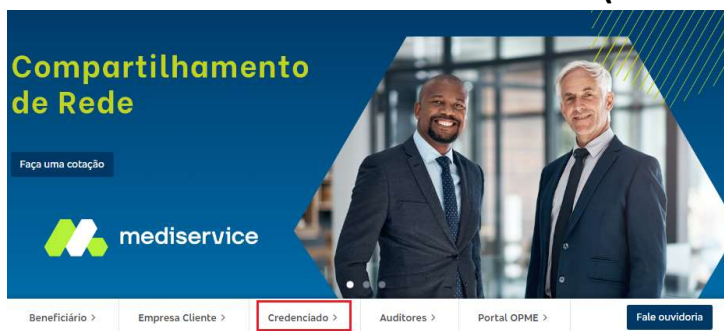 Compartilhamento
de Rede
Faça uma cotação
mediservice
Beneficiário >
Empresa Cliente >
Credenciado >
Auditores >
Portal OPME >
Fale ouvidoria